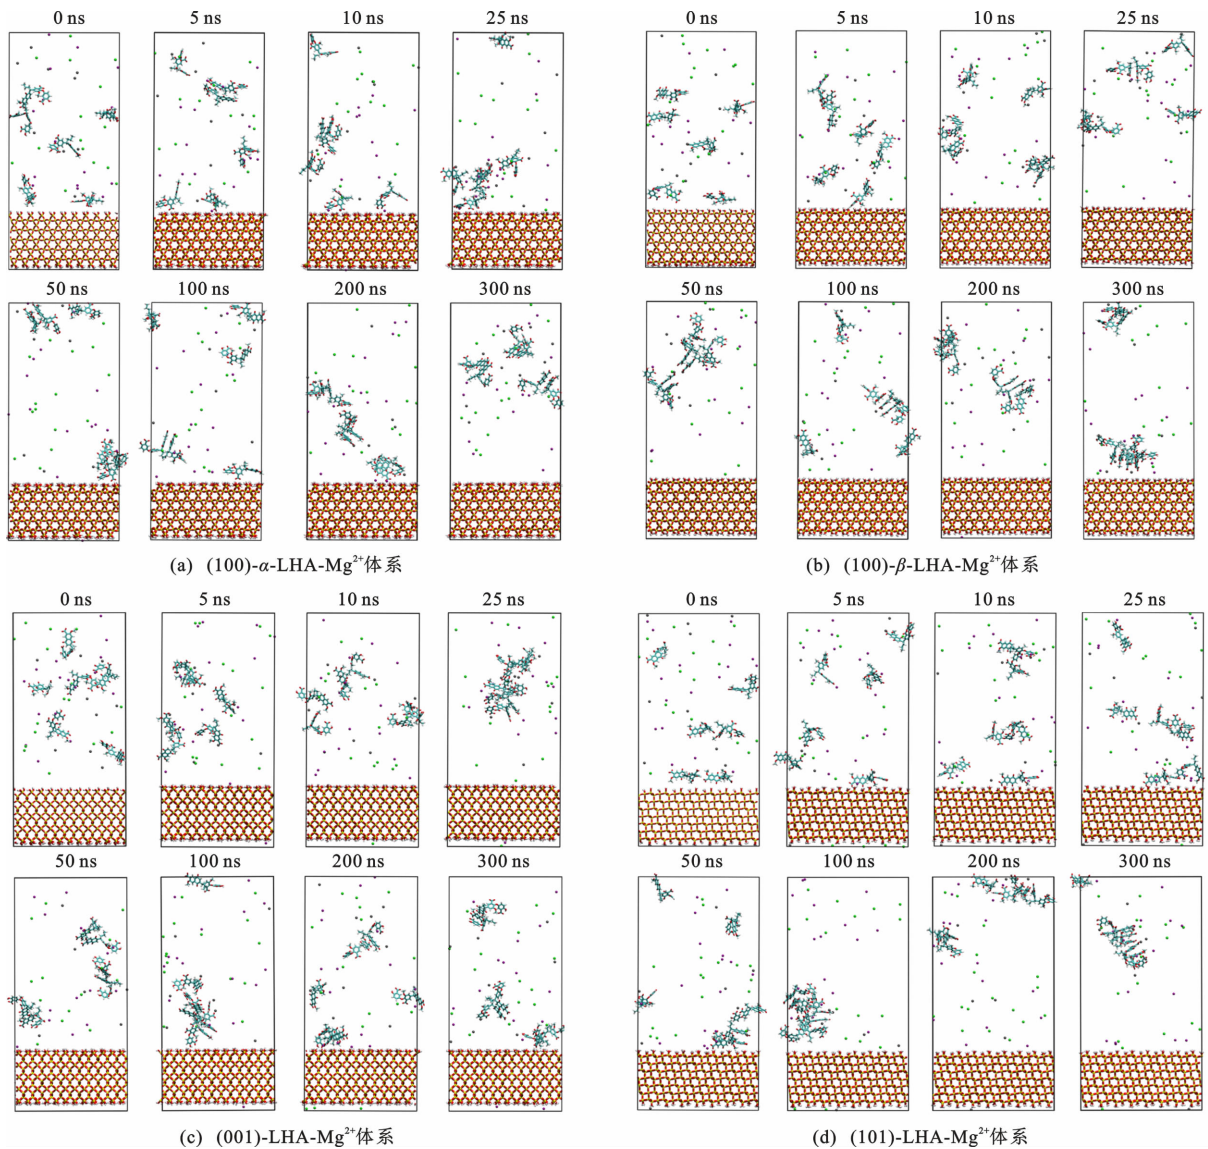 0 ns 5 ns 10 ns 25 ns
50 ns 100 ns 200 ns 300 ns
(a) (100)-α-LHA-Mg²⁺体系
0 ns 5 ns 10 ns 25 ns
50 ns 100 ns 200 ns 300 ns
(b) (100)-β-LHA-Mg²⁺体系
0 ns 5 ns 10 ns 25 ns
50 ns 100 ns 200 ns 300 ns
(c) (001)-LHA-Mg²⁺体系
0 ns 5 ns 10 ns 25 ns
50 ns 100 ns 200 ns 300 ns
(d) (101)-LHA-Mg²⁺体系